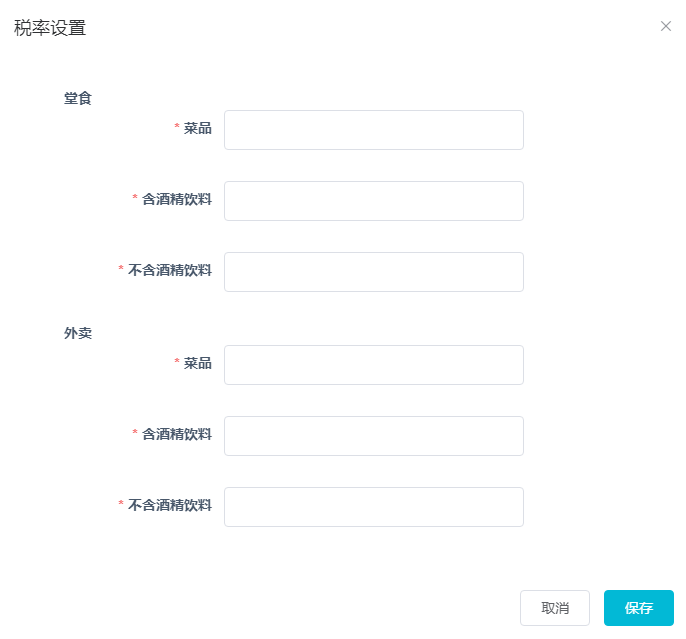 税率设置
堂食
* 菜品
* 含酒精饮料
* 不含酒精饮料
外卖
* 菜品
* 含酒精饮料
* 不含酒精饮料
取消
保存